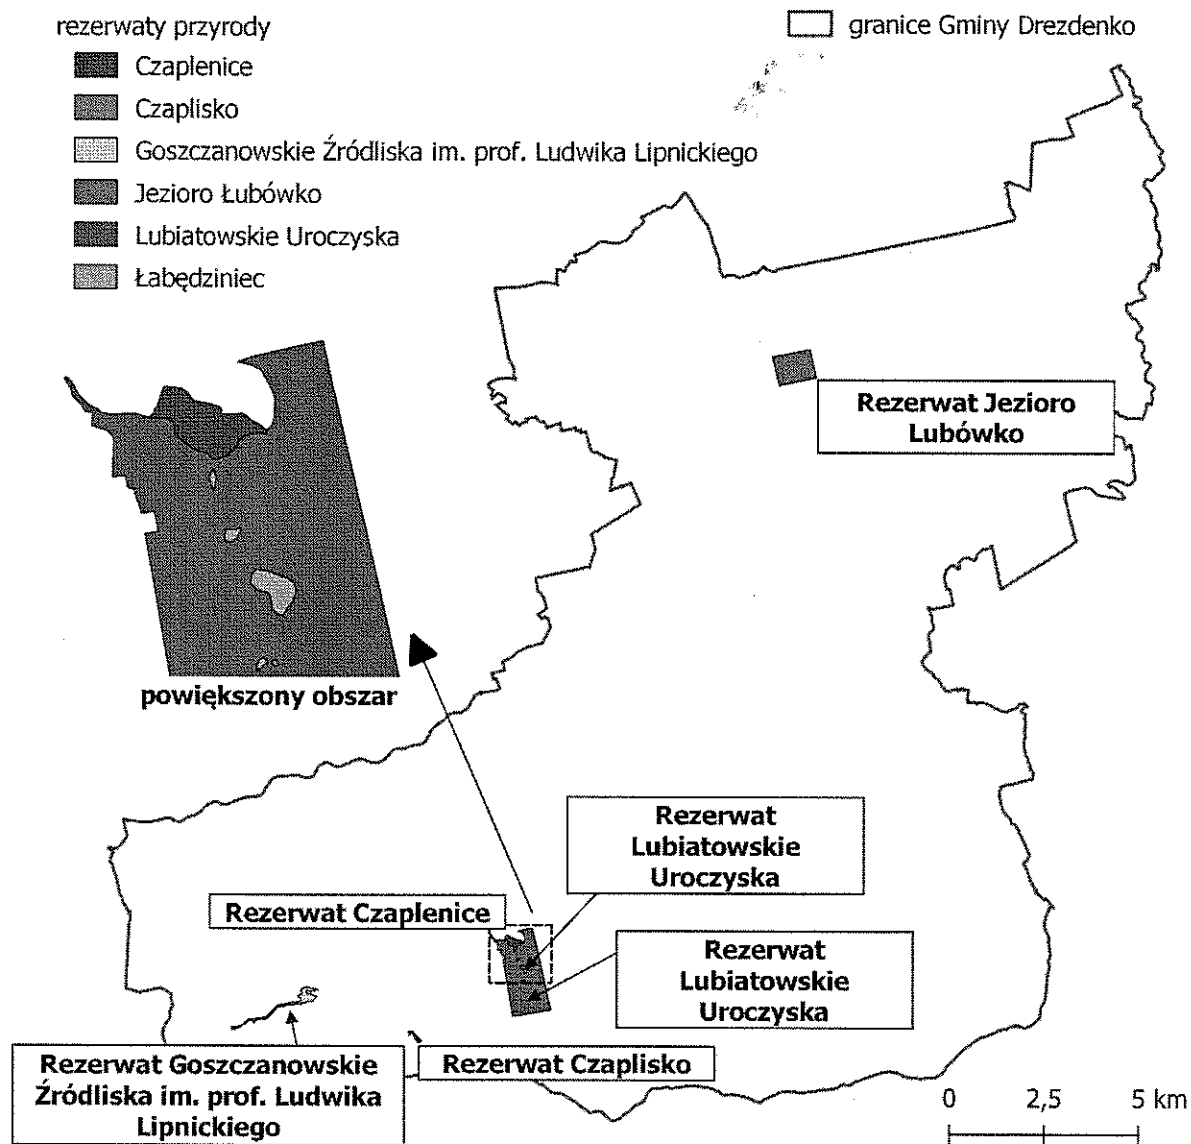 rezerwaty przyrody
Czaplenice
Czaplisko
Goszczanowskie Źródliska im. prof. Ludwika Lipnickiego
Jezioro Łubówko
Lubiatowskie Uroczyska
Łabędziniec
granice Gminy Drezdenko
Rezerwat Jezioro
Lubówko
powiększony obszar
Rezerwat
Lubiatowskie
Uroczyska
Rezerwat Czaplenice
Rezerwat
Lubiatowskie
Uroczyska
Rezerwat Goszczanowskie
Źródliska im. prof. Ludwika
Lipnickiego
Rezerwat Czaplisko
0 2,5 5 km